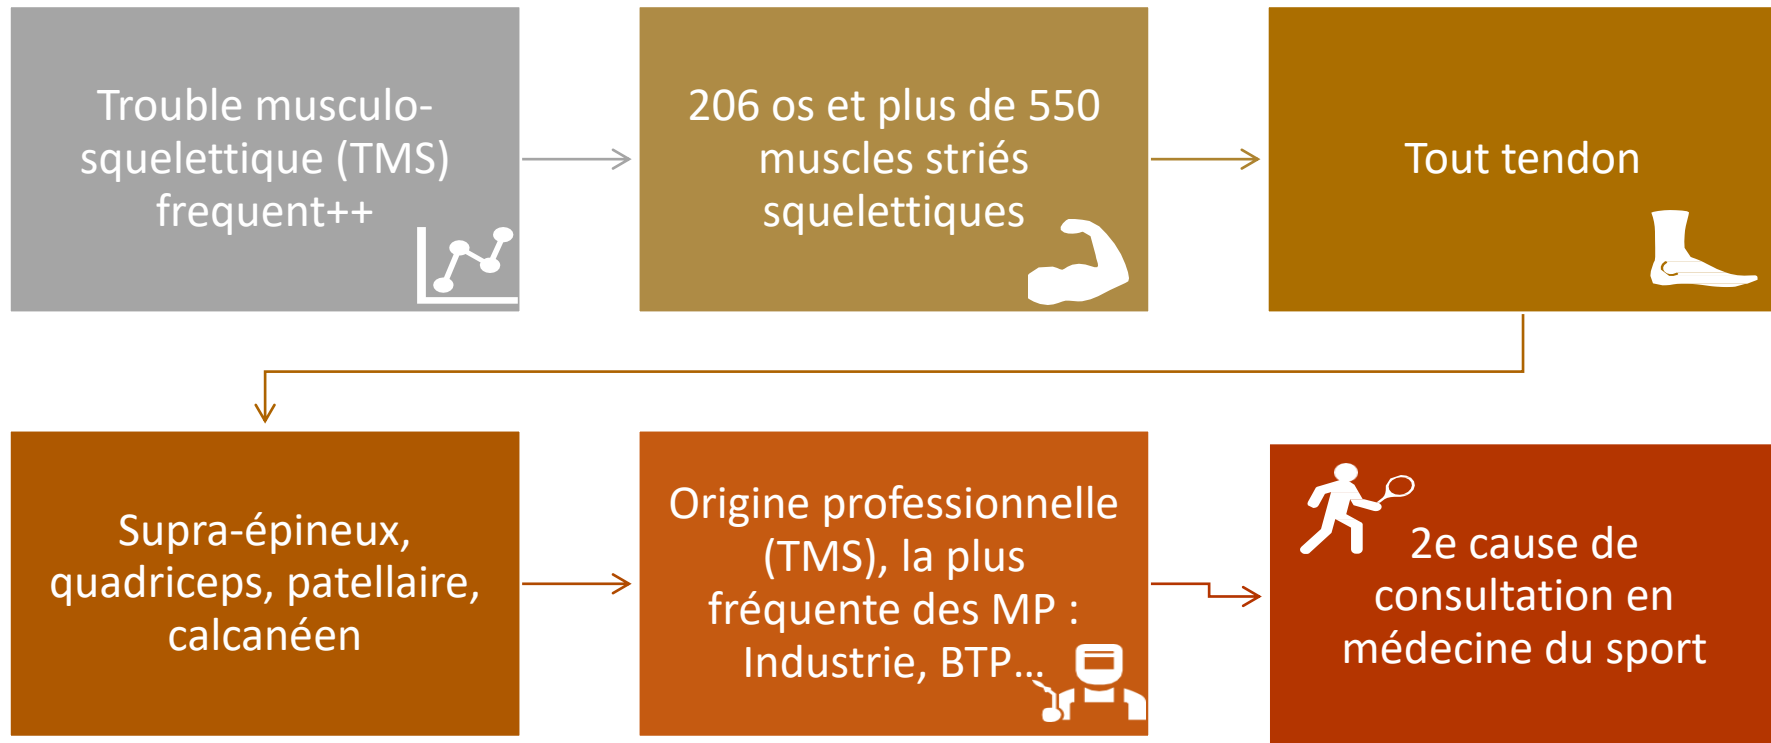 Trouble musculo-
squelettique (TMS)
frequent++
206 os et plus de 550
muscles striés
squelettiques
Tout tendon
Supra-épineux,
quadriceps, patellaire,
calcanéen
Origine professionnelle
(TMS), la plus
fréquente des MP :
Industrie, BTP...
2e cause de
consultation en
médecine du sport